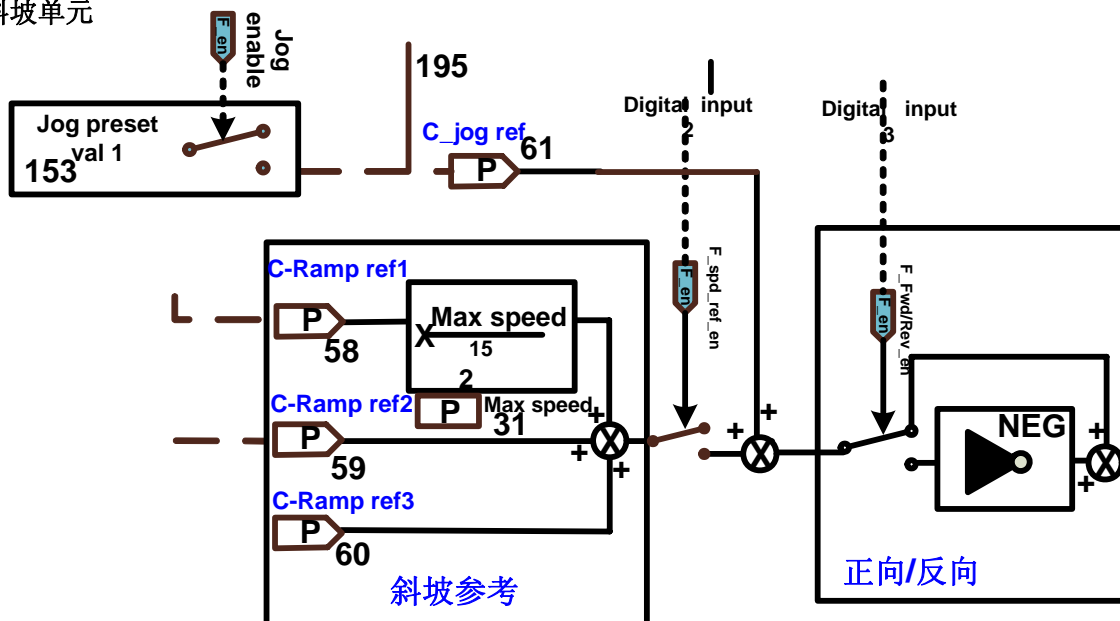 斜坡单元
F_en
Jog
enable
195
Jog preset
val 1
153
C_jog ref
61
P
Digital input
2
Digital input
3
C-Ramp ref1
P
58
X
Max speed
15
2
F_en
F_spd_ref_en
F_en
F_Fwd/Rev_en
C-Ramp ref2
P
Max speed
31
P
59
+
+
+
+
+
NEG
+
+
C-Ramp ref3
P
60
斜坡参考
正向/反向